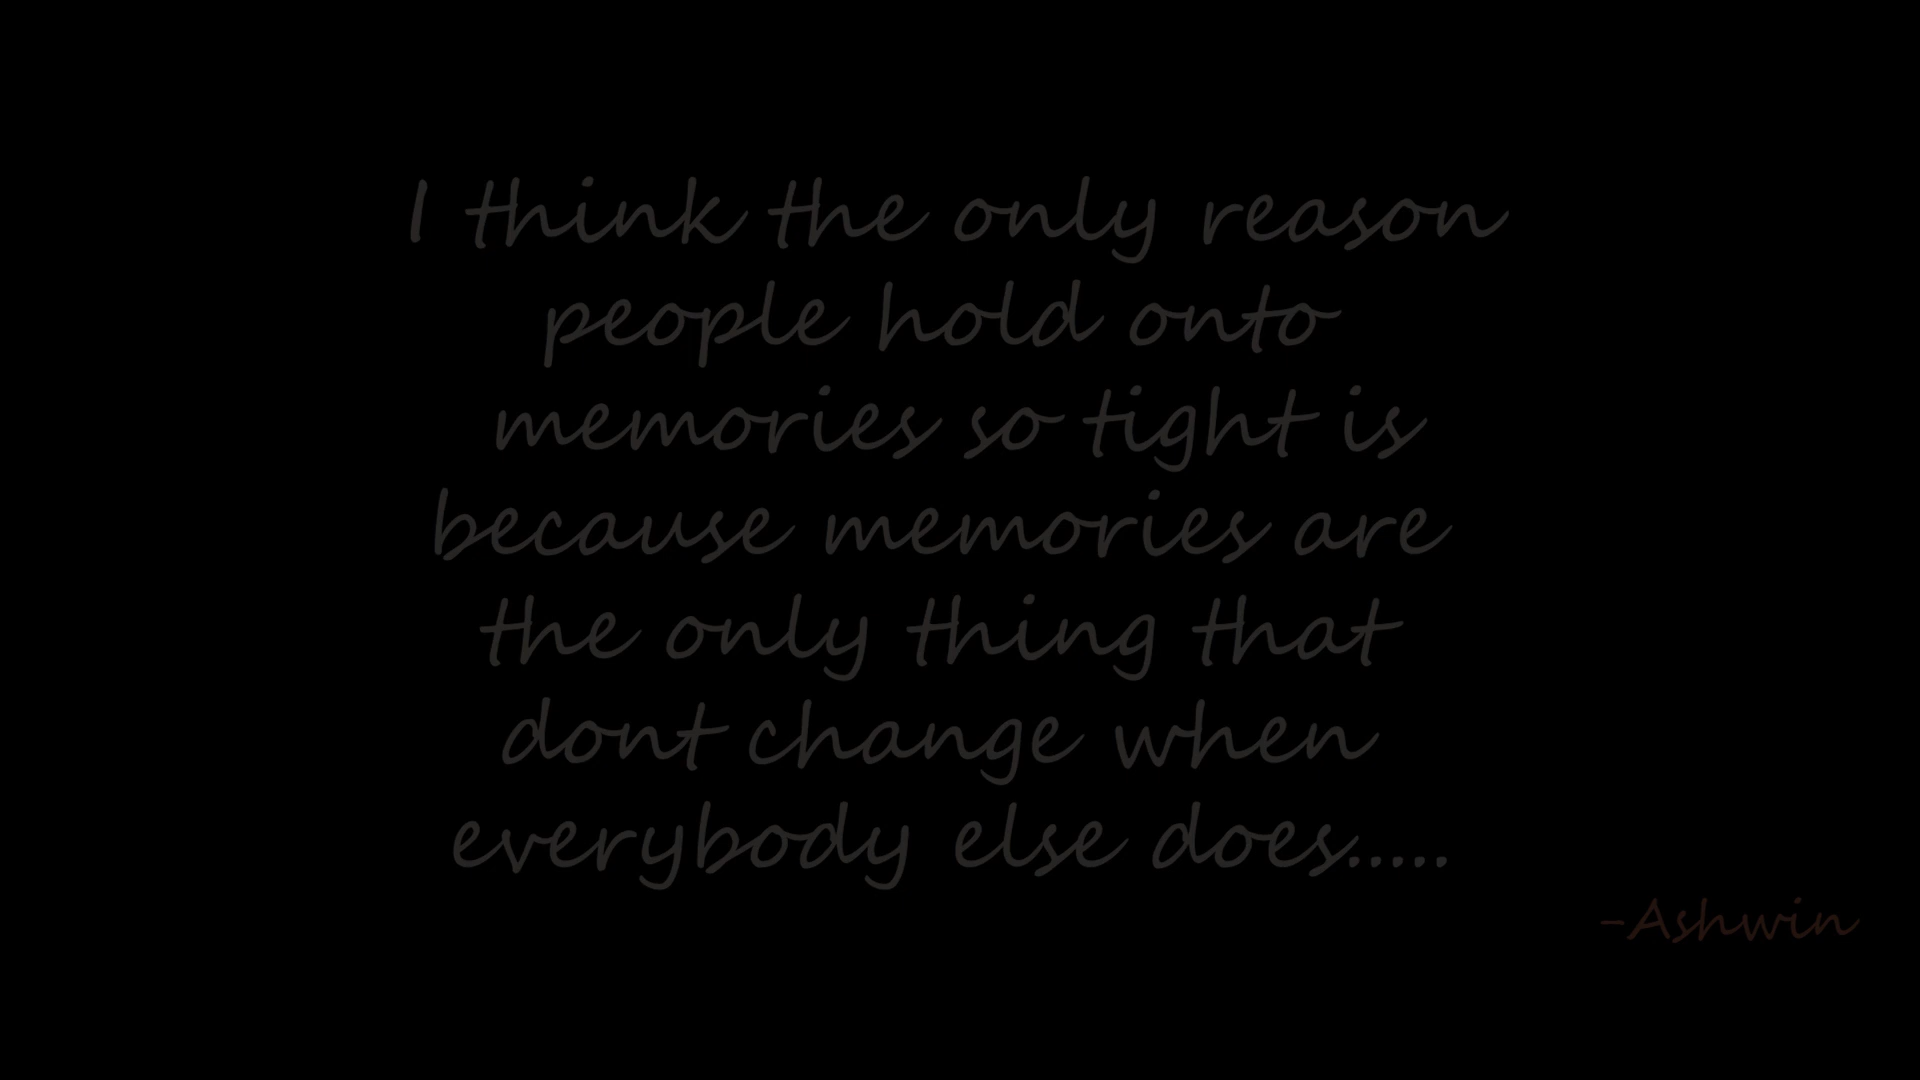 I think the only reason
people hold onto
memories so tight is
because memories are
the only thing that
dont change when
everybody else does.....
-Ashwin